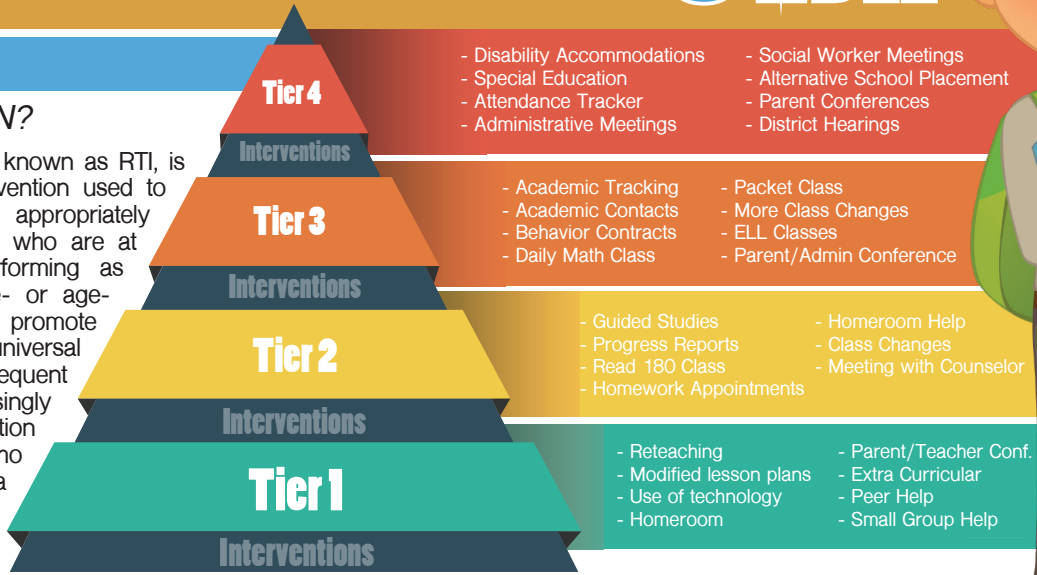 N?
known as RTI, is
vention used to
appropriately
who are at
forming as
- or age-
promote
universal
equent
singly
tion
a
Tier 4
Interventions
Tier 3
Interventions
Tier 2
Interventions
Tier 1
Interventions
- Disability Accommodations
- Special Education
- Attendance Tracker
- Administrative Meetings
- Social Worker Meetings
- Alternative School Placement
- Parent Conferences
- District Hearings
- Academic Tracking
- Academic Contacts
- Behavior Contracts
- Daily Math Class
- Packet Class
- More Class Changes
- ELL Classes
- Parent/Admin Conference
- Guided Studies
- Progress Reports
- Read 180 Class
- Homework Appointments
- Homeroom Help
- Class Changes
- Meeting with Counselor
- Reteaching
- Modified lesson plans
- Use of technology
- Homeroom
- Parent/Teacher Conf.
- Extra Curricular
- Peer Help
- Small Group Help